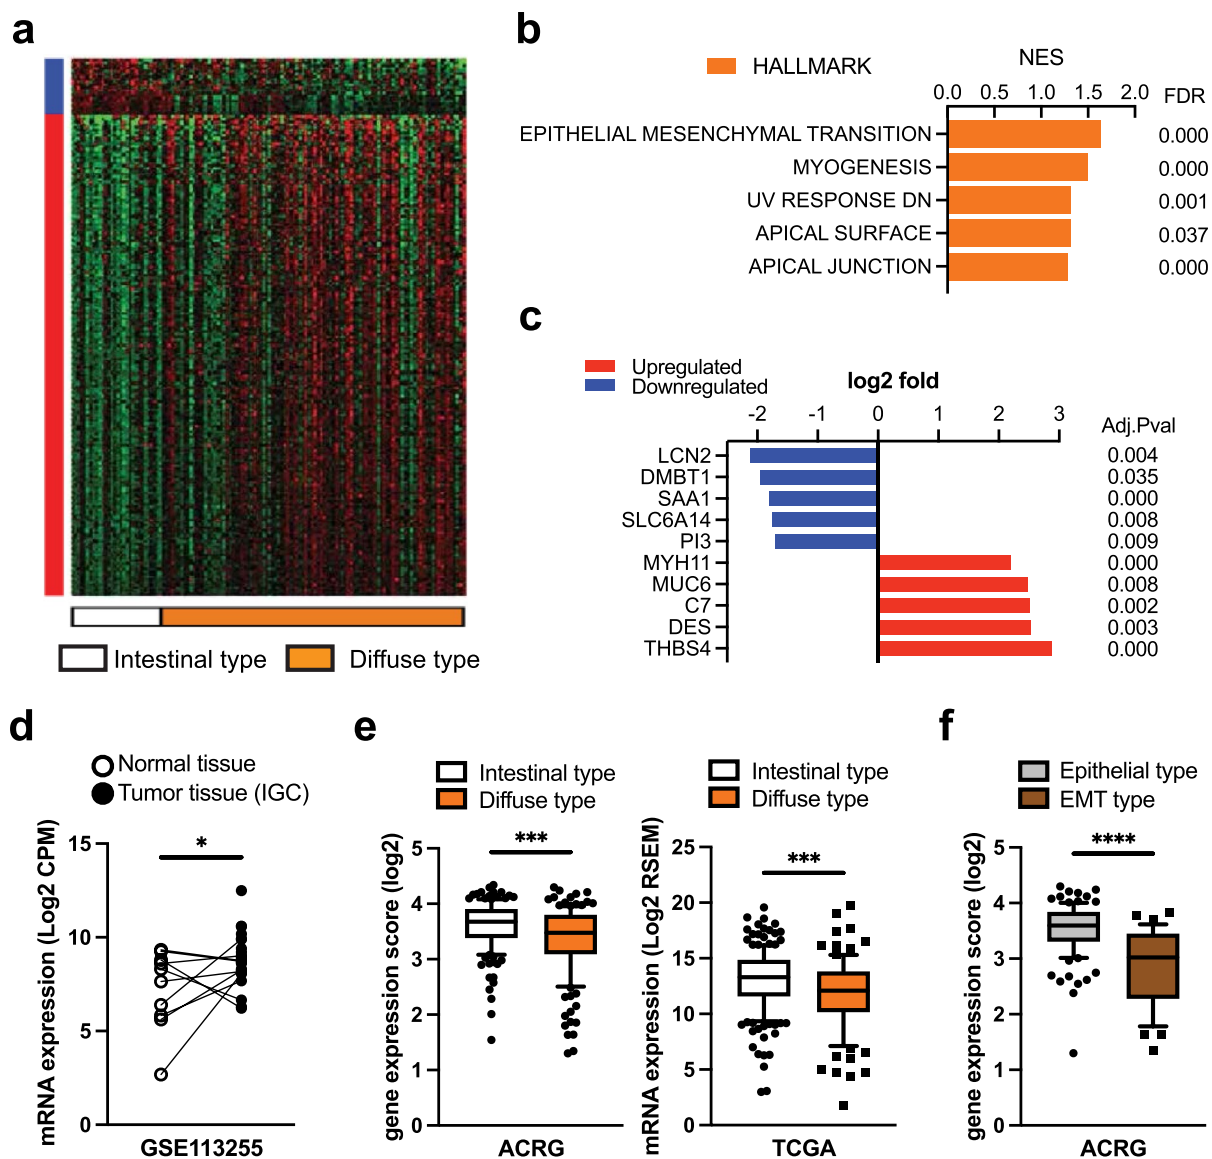 a
Intestinal type
Diffuse type
b
HALLMARK
NES
0.0 0.5 1.0 1.5 2.0
FDR
EPITHELIAL MESENCHYMAL TRANSITION 0.000
MYOGENESIS 0.000
UV RESPONSE DN 0.001
APICAL SURFACE 0.037
APICAL JUNCTION 0.000
c
Upregulated
Downregulated
log2 fold
-2 -1 0 1 2 3
Adj.Pval
LCN2 0.004
DMBT1 0.035
SAA1 0.000
SLC6A14 0.008
PI3 0.009
MYH11 0.000
MUC6 0.008
C7 0.002
DES 0.003
THBS4 0.000
d
Normal tissue
Tumor tissue (IGC)
mRNA expression (Log2 CPM)
15
10
5
0
*
GSE113255
e
Intestinal type
Diffuse type
gene expression score (log2)
5
4
3
2
1
0
***
ACRG
Intestinal type
Diffuse type
mRNA expression (Log2 RSEM)
25
20
15
10
5
0
***
TCGA
f
Epithelial type
EMT type
gene expression score (log2)
5
4
3
2
1
0
****
ACRG